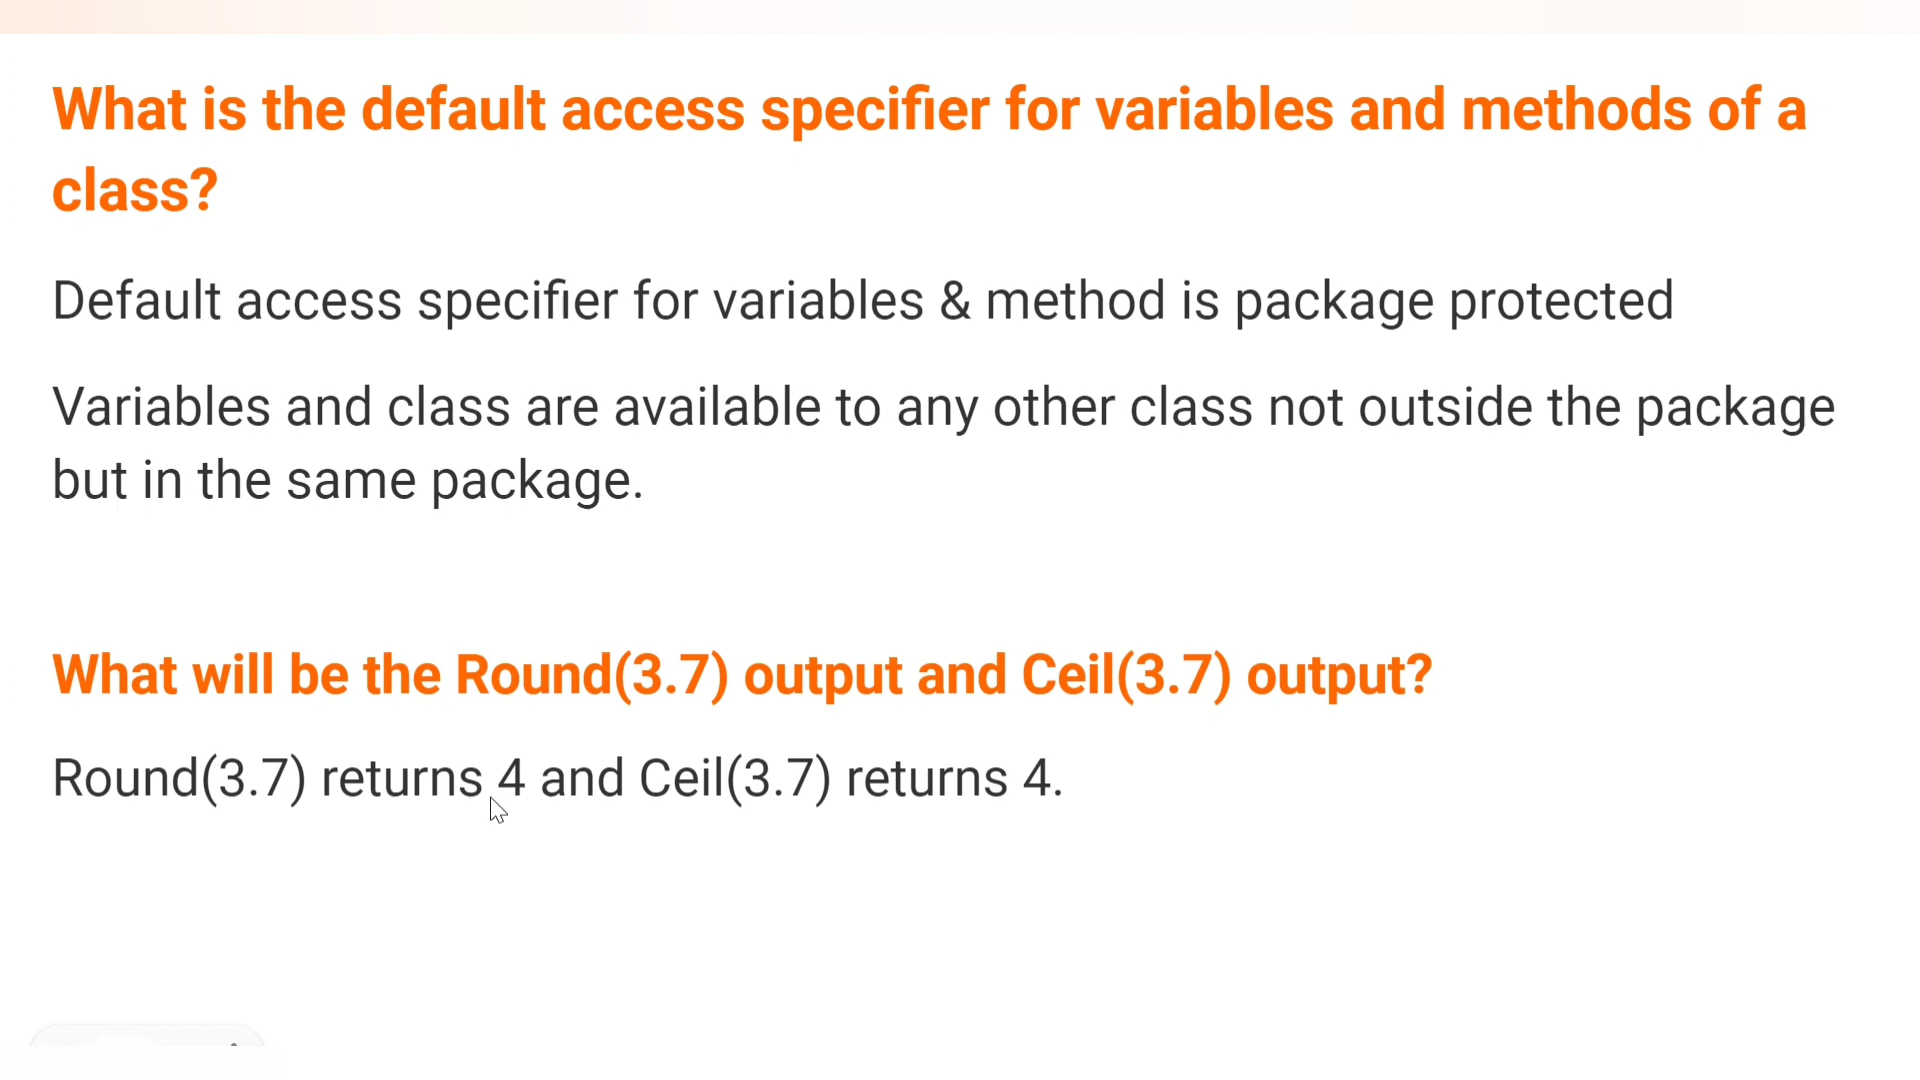 What is the default access specifier for variables and methods of a
class?
Default access specifier for variables & method is package protected
Variables and class are available to any other class not outside the package
but in the same package.
What will be the Round(3.7) output and Ceil(3.7) output?
Round(3.7) returns 4 and Ceil(3.7) returns 4.